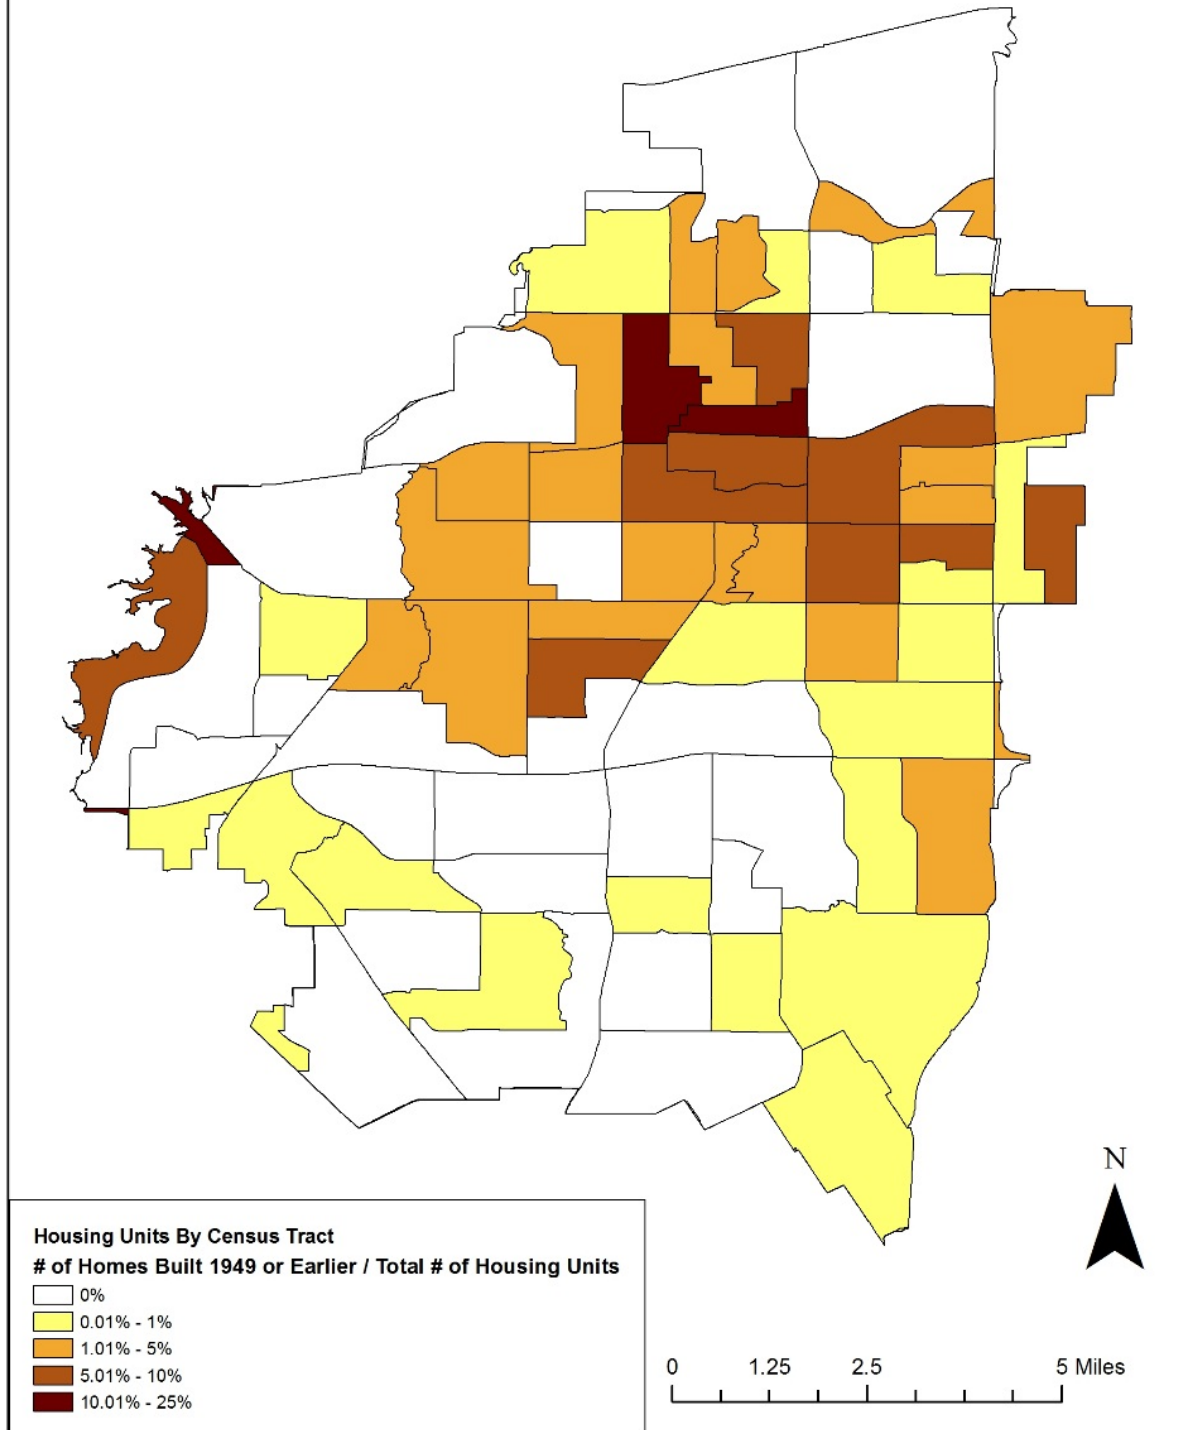 N
Housing Units By Census Tract
# of Homes Built 1949 or Earlier / Total # of Housing Units
0%
0.01% - 1%
1.01% - 5%
5.01% - 10%
10.01% - 25%
0 1.25 2.5 5 Miles